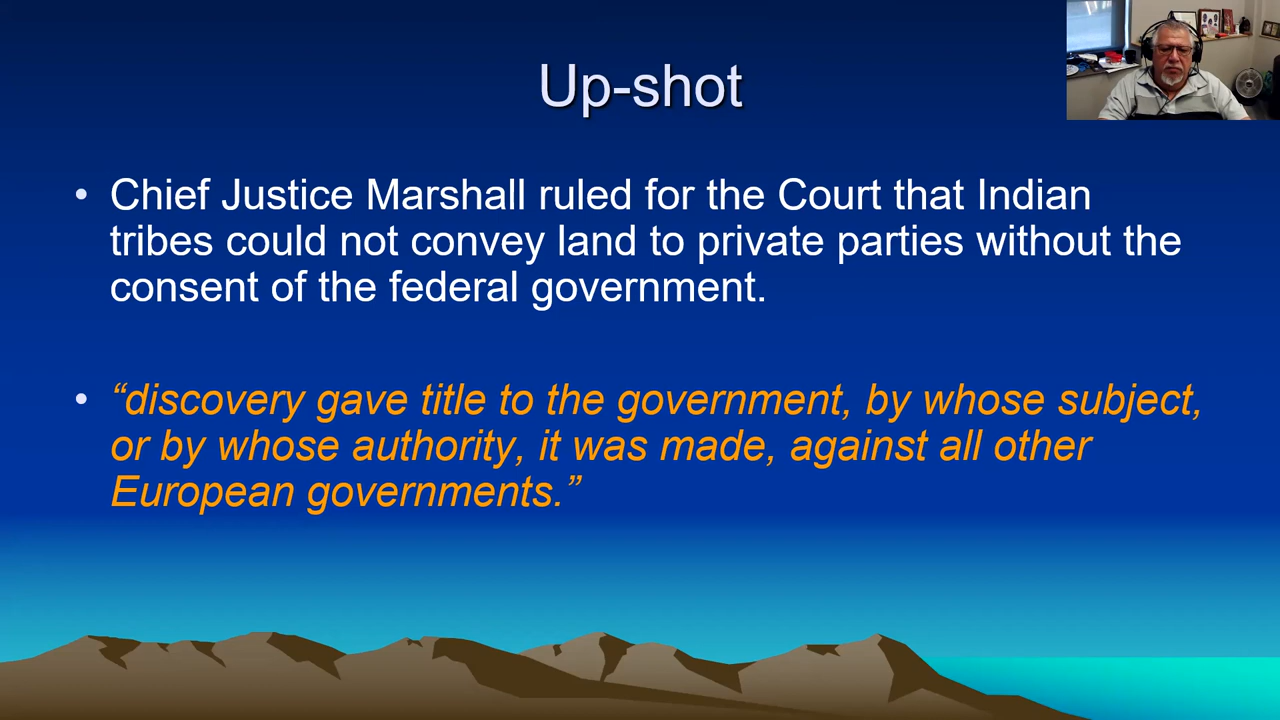 Up-shot
• Chief Justice Marshall ruled for the Court that Indian
tribes could not convey land to private parties without the
consent of the federal government.
• “discovery gave title to the government, by whose subject,
or by whose authority, it was made, against all other
European governments.”